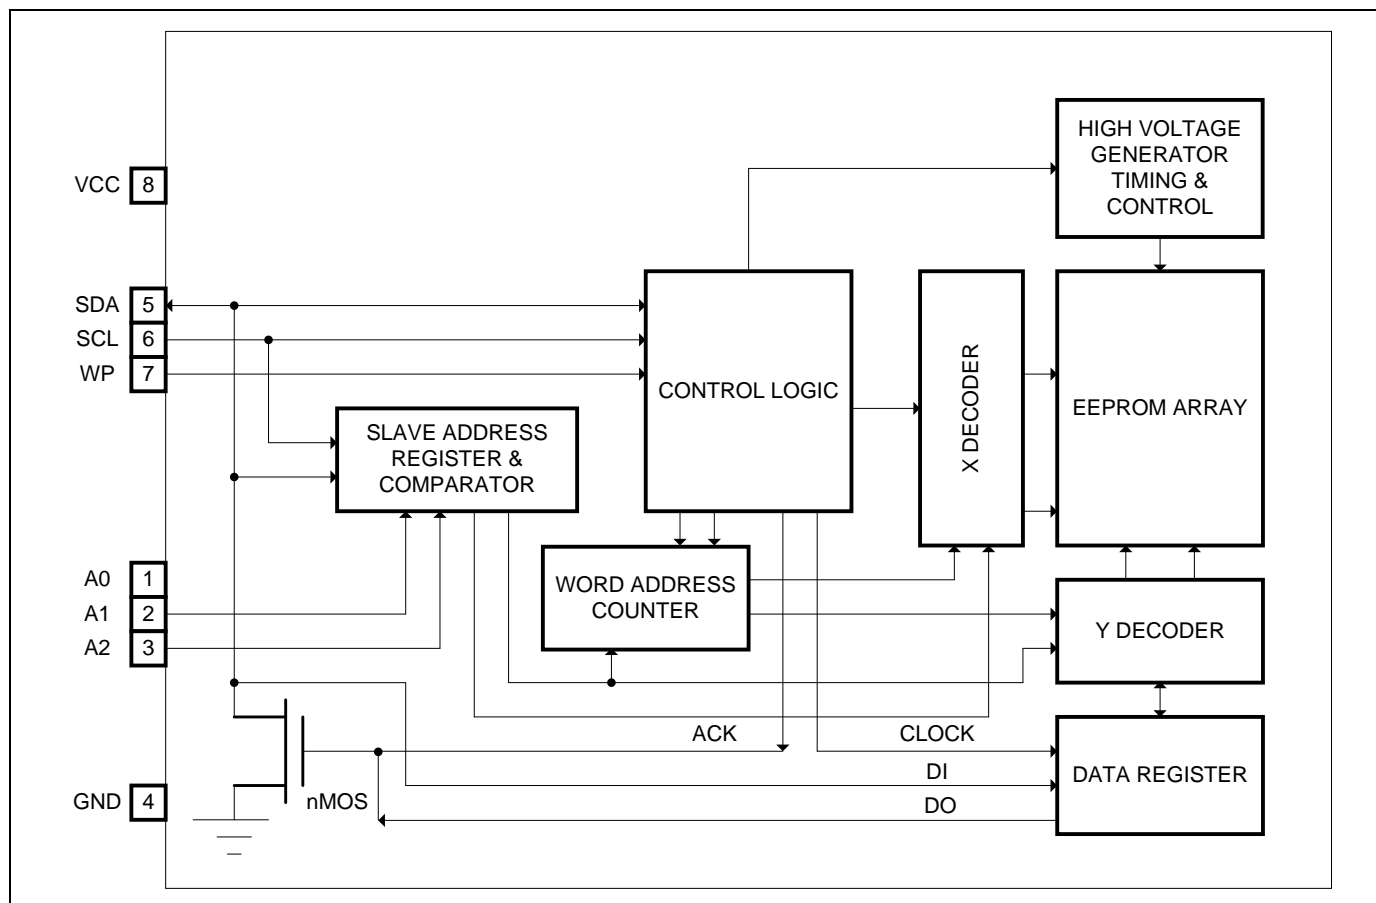 HIGH VOLTAGE
GENERATOR
TIMING &
CONTROL
VCC 8
SDA 5
SCL 6
WP 7
CONTROL LOGIC
X DECODER
EEPROM ARRAY
SLAVE ADDRESS
REGISTER &
COMPARATOR
A0 1
A1 2
A2 3
WORD ADDRESS
COUNTER
Y DECODER
ACK
CLOCK
DI
DO
DATA REGISTER
nMOS
GND 4